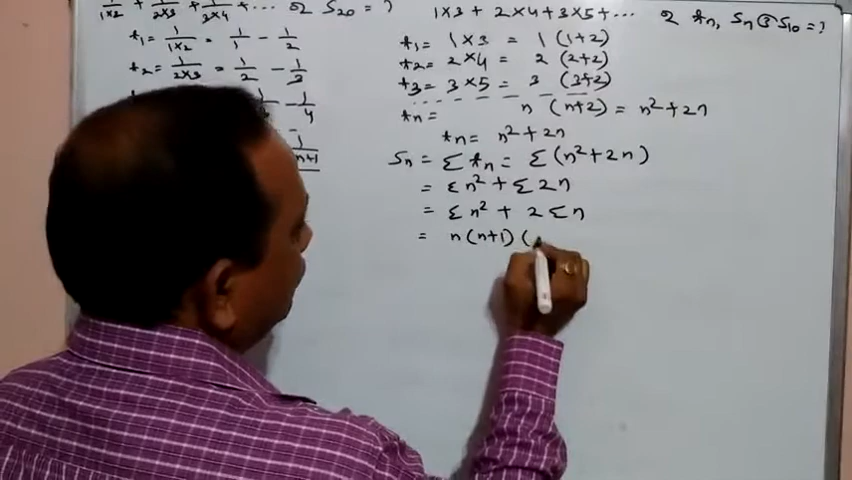 1/1×2 + 1/2×3 + 1/3×4 + ··· S20 = ?
t1 = 1/1×2 = 1/1 - 1/2
t2 = 1/2×3 = 1/2 - 1/3
- 1/4
1/n+1
1×3 + 2×4 + 3×5 + ··· tn, Sn S10 = ?
t1 = 1×3 = 1 (1+2)
t2 = 2×4 = 2 (2+2)
t3 = 3×5 = 3 (3+2)
tn = n (n+2) = n²+2n
tn = n²+2n
Sn = Σ tn = Σ (n²+2n)
= Σn² + Σ 2n
= Σ n² + 2 Σ n
= n(n+1) (